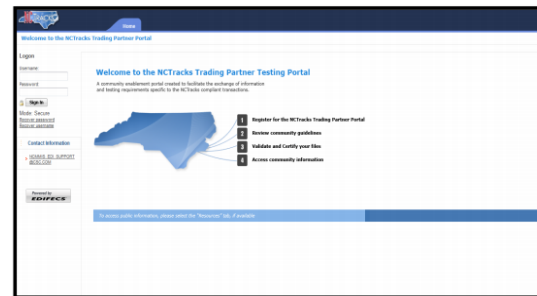 NCTracks
Home
Welcome to the NCTracks Trading Partner Portal
Logon
Username:
Password:
Sign In
Mode: Secure
Recover password
Recover username
Contact Information
@CSC.COM
Powered by
EDIFECS
Welcome to the NCTracks Trading Partner Testing Portal
A community enablement portal created to facilitate the exchange of information
and testing requirements specific to the NCTracks compliant transactions.
1 Register for the NCTracks Trading Partner Portal
2 Review community guidelines
3 Validate and Certify your files
4 Access community information
To access public information, please select the "Resources" tab, if available